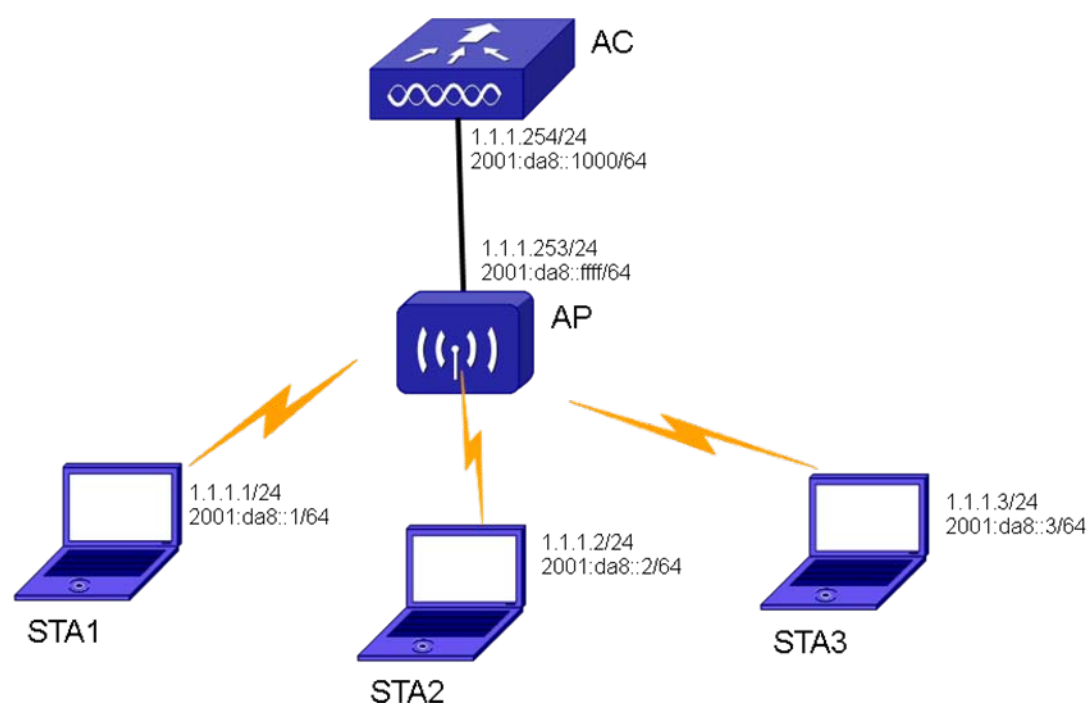 AC
1.1.1.254/24
2001:da8::1000/64
1.1.1.253/24
2001:da8::ffff/64
AP
1.1.1.1/24
2001:da8::1/64
STA1
1.1.1.2/24
2001:da8::2/64
STA2
1.1.1.3/24
2001:da8::3/64
STA3